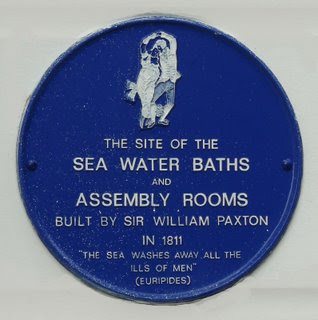 THE SITE OF THE
SEA WATER BATHS
AND
ASSEMBLY ROOMS
BUILT BY SIR WILLIAM PAXTON
IN 1811
"THE SEA WASHES AWAY ALL THE
ILLS OF MEN"
(EURIPIDES)